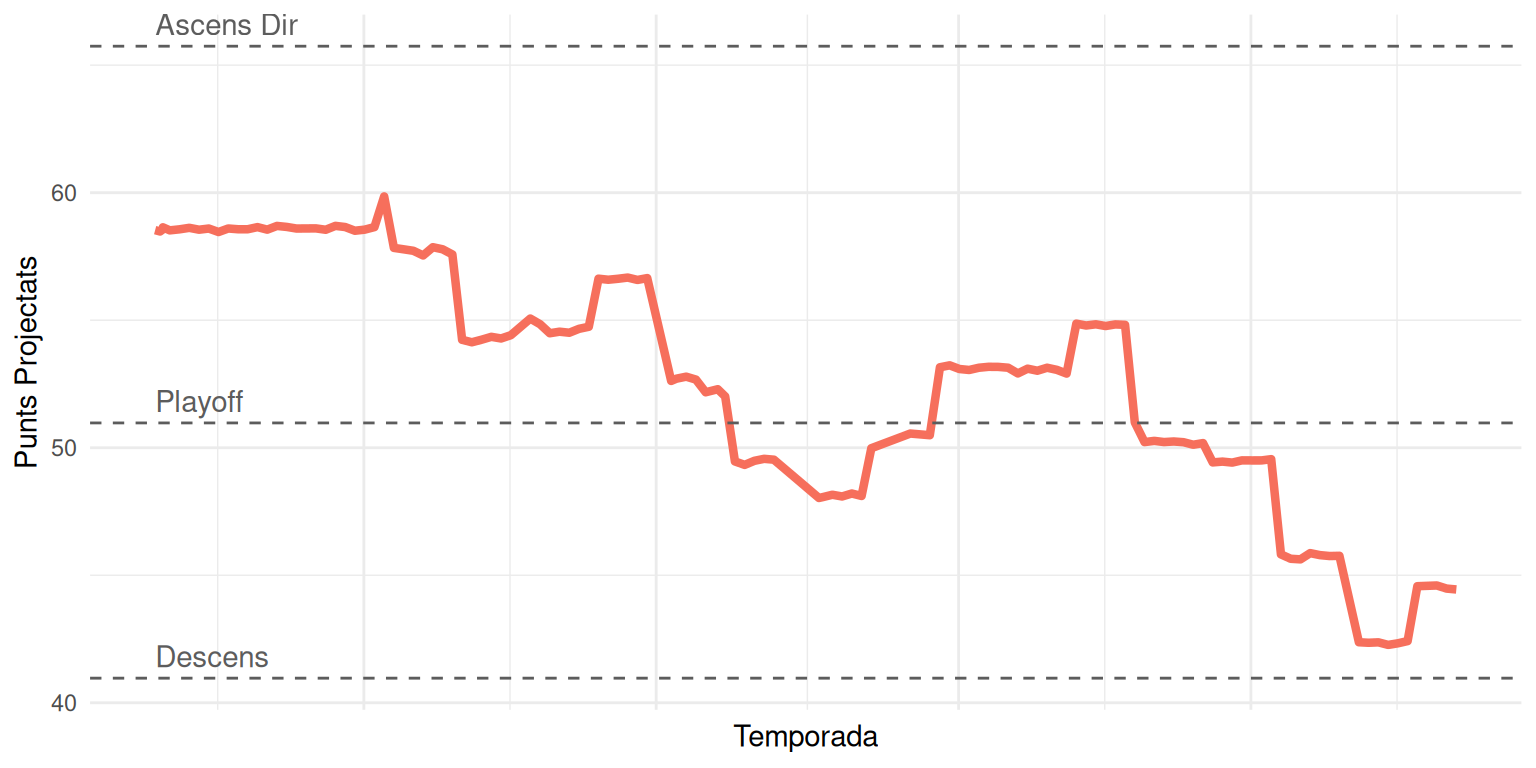 Ascens Dir
60
Punts Projectats
Playoff
50
Descens
40
Temporada